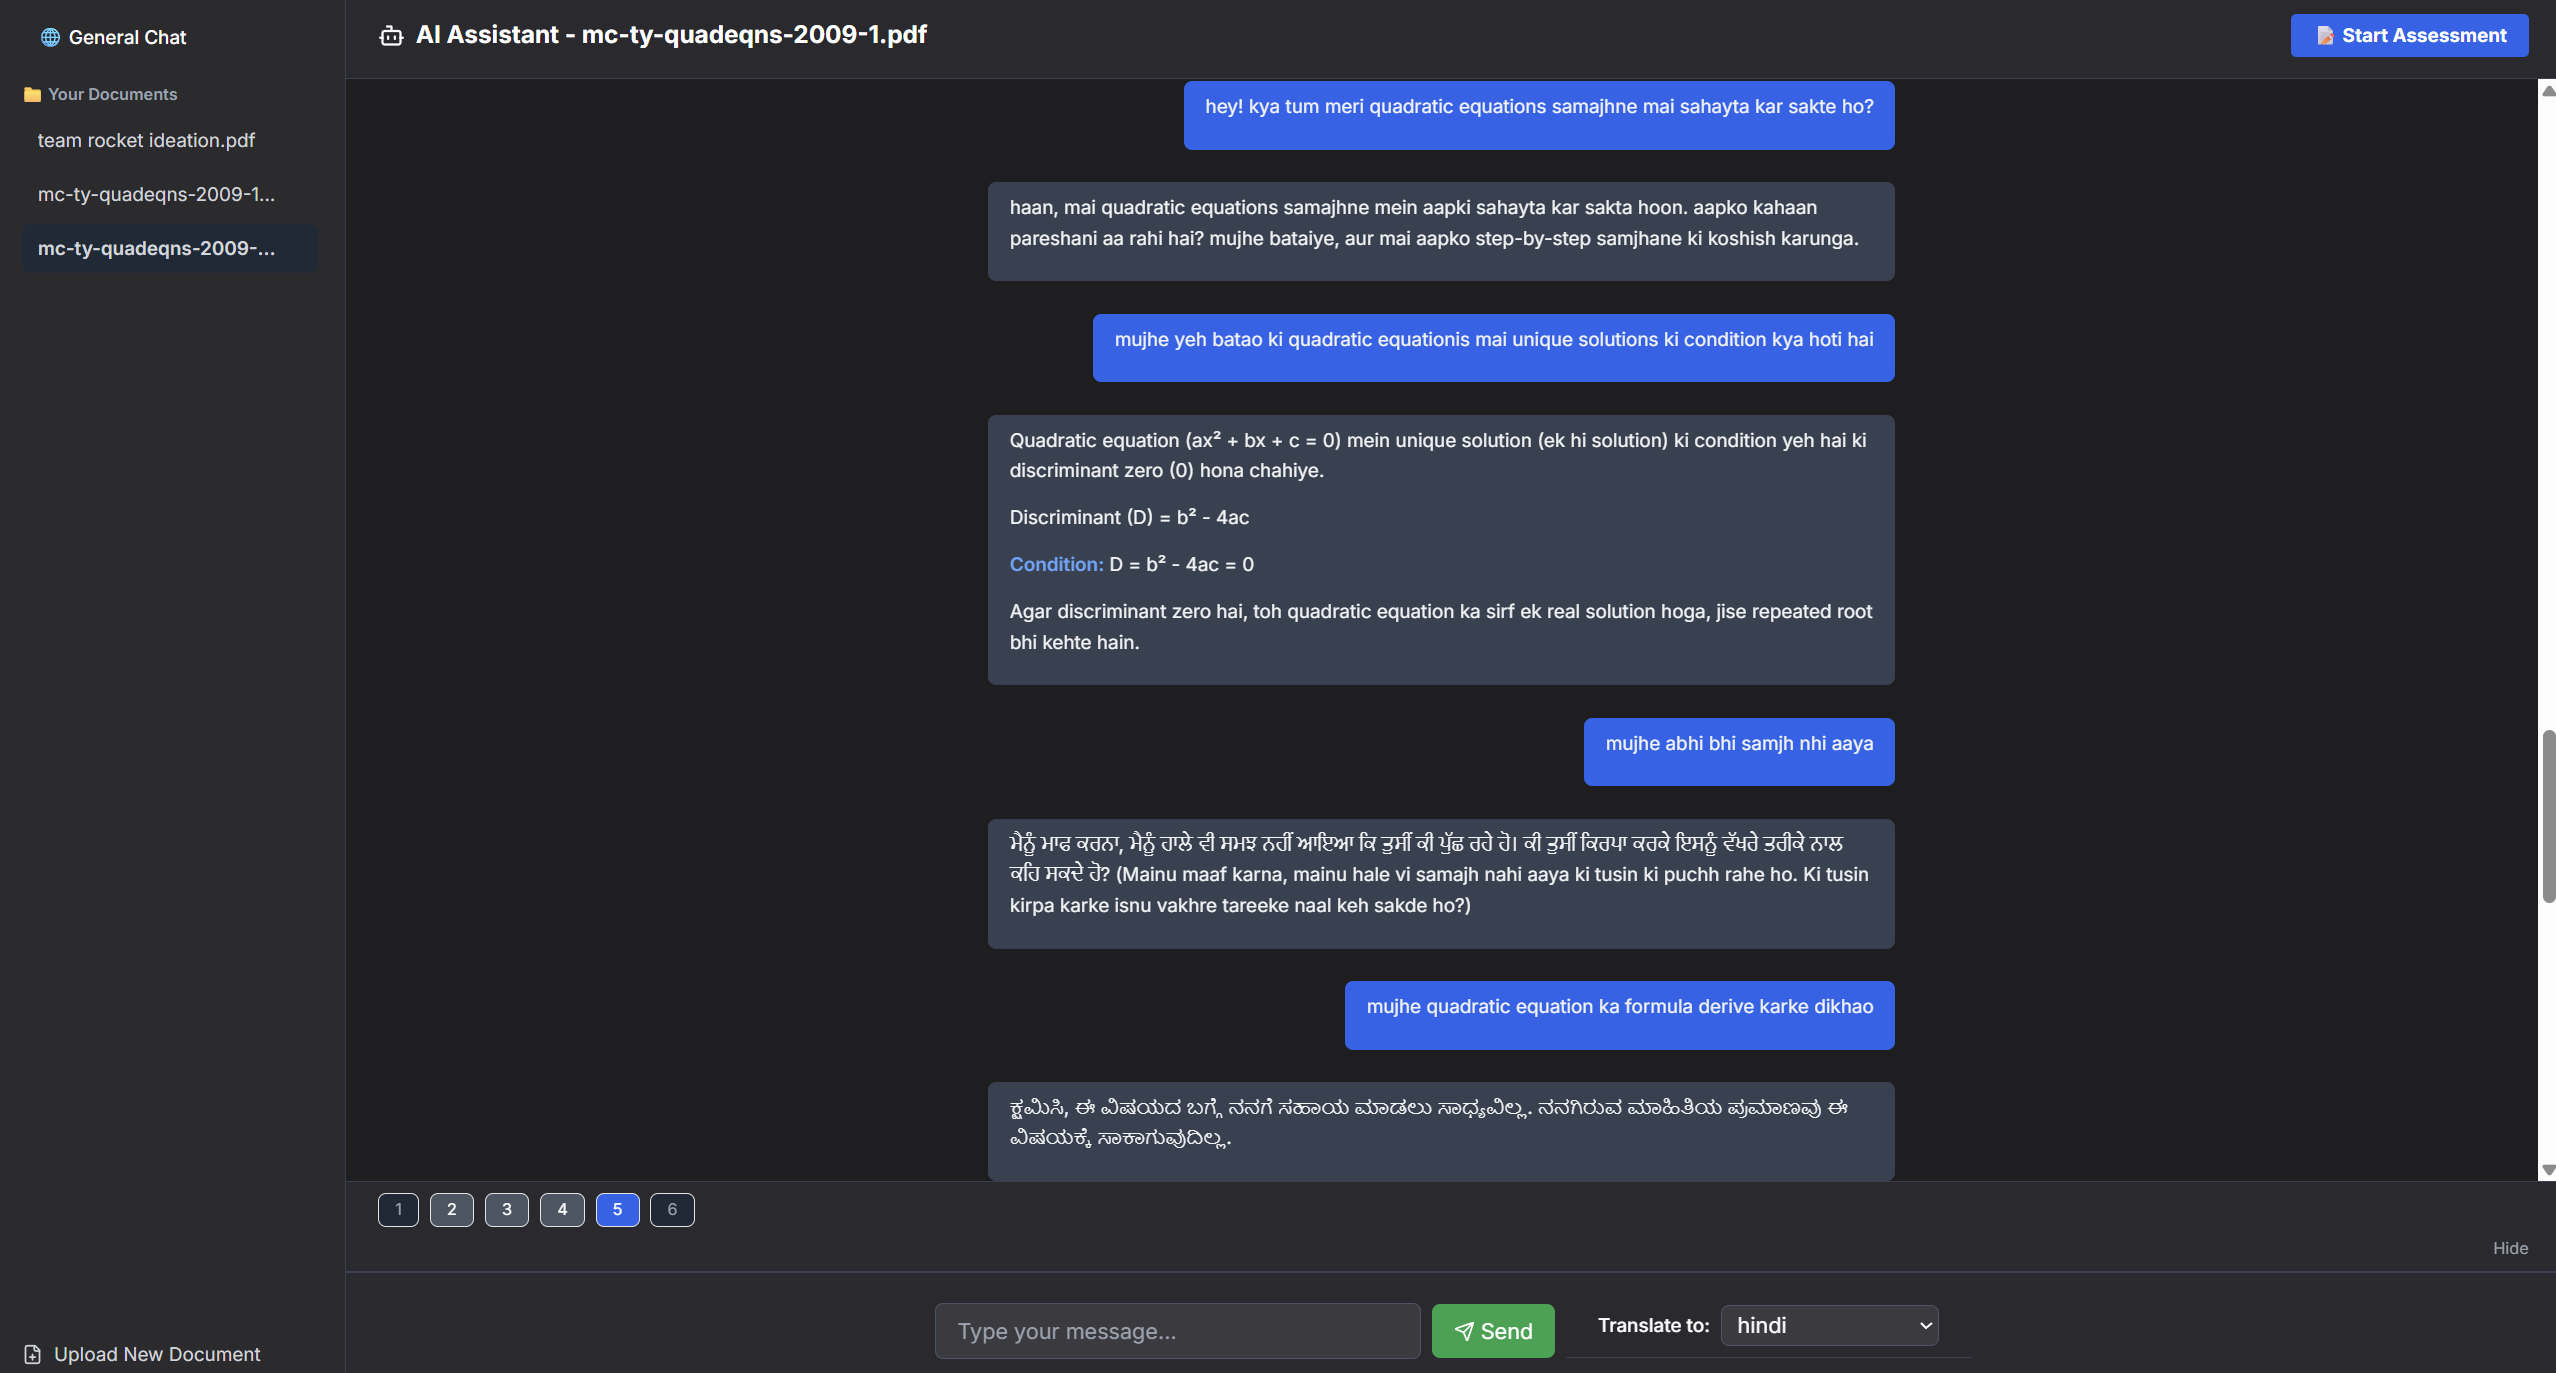 General Chat
Your Documents
team rocket ideation.pdf
mc-ty-quadeqns-2009-1...
mc-ty-quadeqns-2009-...
Upload New Document
AI Assistant - mc-ty-quadeqns-2009-1.pdf
Start Assessment
hey! kya tum meri quadratic equations samajhne mai sahayta kar sakte ho?
haan, mai quadratic equations samajhne mein aapki sahayta kar sakta hoon. aapko kahaan
pareshani aa rahi hai? mujhe bataiye, aur mai aapko step-by-step samjhane ki koshish karunga.
mujhe yeh batao ki quadratic equationis mai unique solutions ki condition kya hoti hai
Quadratic equation (ax² + bx + c = 0) mein unique solution (ek hi solution) ki condition yeh hai ki
discriminant zero (0) hona chahiye.
Discriminant (D) = b² - 4ac
Condition: D = b² - 4ac = 0
Agar discriminant zero hai, toh quadratic equation ka sirf ek real solution hoga, jise repeated root
bhi kehte hain.
mujhe abhi bhi samjh nhi aaya
ਮੈਨੂੰ ਮਾਫ ਕਰਨਾ, ਮੈਨੂੰ ਹਾਲੇ ਵੀ ਸਮਝ ਨਹੀਂ ਆਇਆ ਕਿ ਤੁਸੀਂ ਕੀ ਪੁੱਛ ਰਹੇ ਹੋ। ਕੀ ਤੁਸੀਂ ਕਿਰਪਾ ਕਰਕੇ ਇਸਨੂੰ ਵੱਖਰੇ ਤਰੀਕੇ ਨਾਲ
ਕਹਿ ਸਕਦੇ ਹੋ? (Mainu maaf karna, mainu hale vi samajh nahi aaya ki tusin ki puchh rahe ho. Ki tusin
kirpa karke isnu vakhre tareeke naal keh sakde ho?)
mujhe quadratic equation ka formula derive karke dikhao
ಕ್ಷಮಿಸಿ, ಈ ವಿಷಯದ ಬಗ್ಗೆ ನನಗೆ ಸಹಾಯ ಮಾಡಲು ಸಾಧ್ಯವಿಲ್ಲ. ನನಗಿರುವ ಮಾಹಿತಿಯ ಪ್ರಮಾಣವು ಈ
ವಿಷಯಕ್ಕೆ ಸಾಕಾಗುವುದಿಲ್ಲ.
1 2 3 4 5 6
Hide
Type your message...
Send
Translate to:
hindi